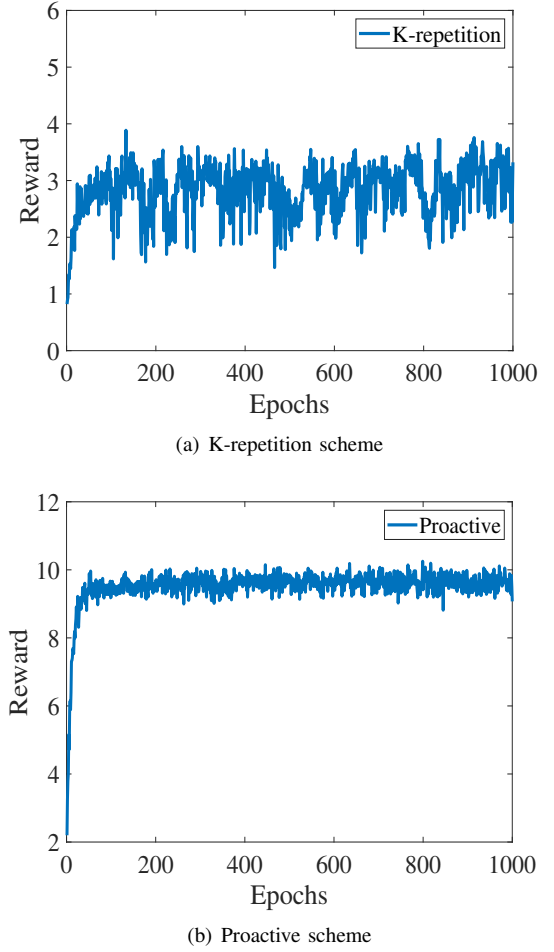 6
5
4
3
2
1
0
Reward
K-repetition
0 200 400 600 800 1000
Epochs
(a) K-repetition scheme
12
10
8
6
4
2
Reward
Proactive
0 200 400 600 800 1000
Epochs
(b) Proactive scheme